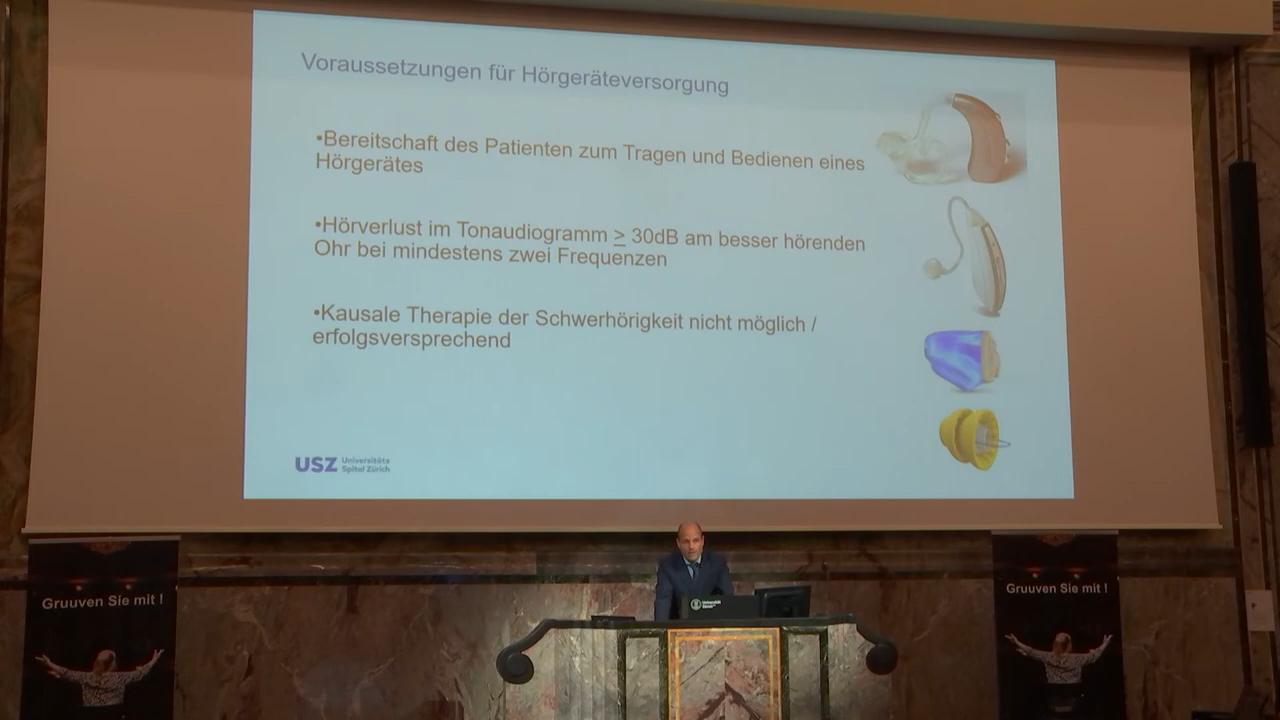 Voraussetzungen für Hörgeräteversorgung
•Bereitschaft des Patienten zum Tragen und Bedienen eines
Hörgerätes
•Hörverlust im Tonaudiogramm ≥ 30dB am besser hörenden
Ohr bei mindestens zwei Frequenzen
•Kausale Therapie der Schwerhörigkeit nicht möglich /
erfolgsversprechend
USZ Universitäts
Spital Zürich
Gruuven Sie mit !
Gruuven Sie mit !
Universität
Zürich